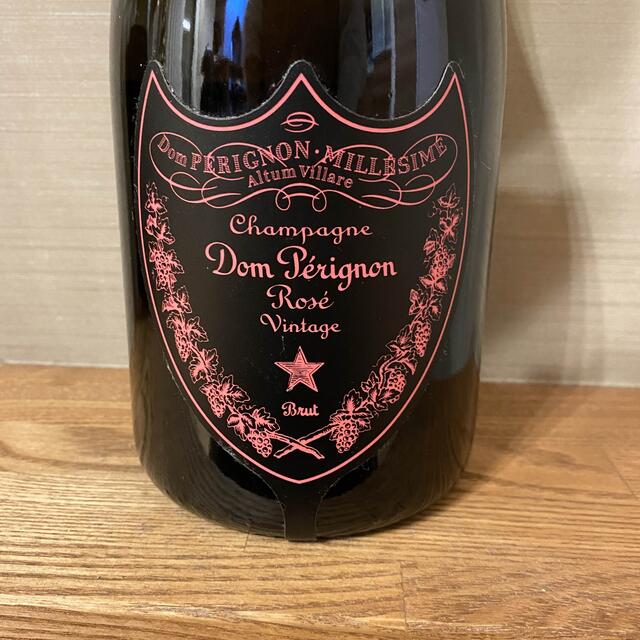 Dom PÉRIGNON · MILLÉSIMÉ
Altum Villare
Champagne
Dom Pérignon
Rosé
Vintage
Brut